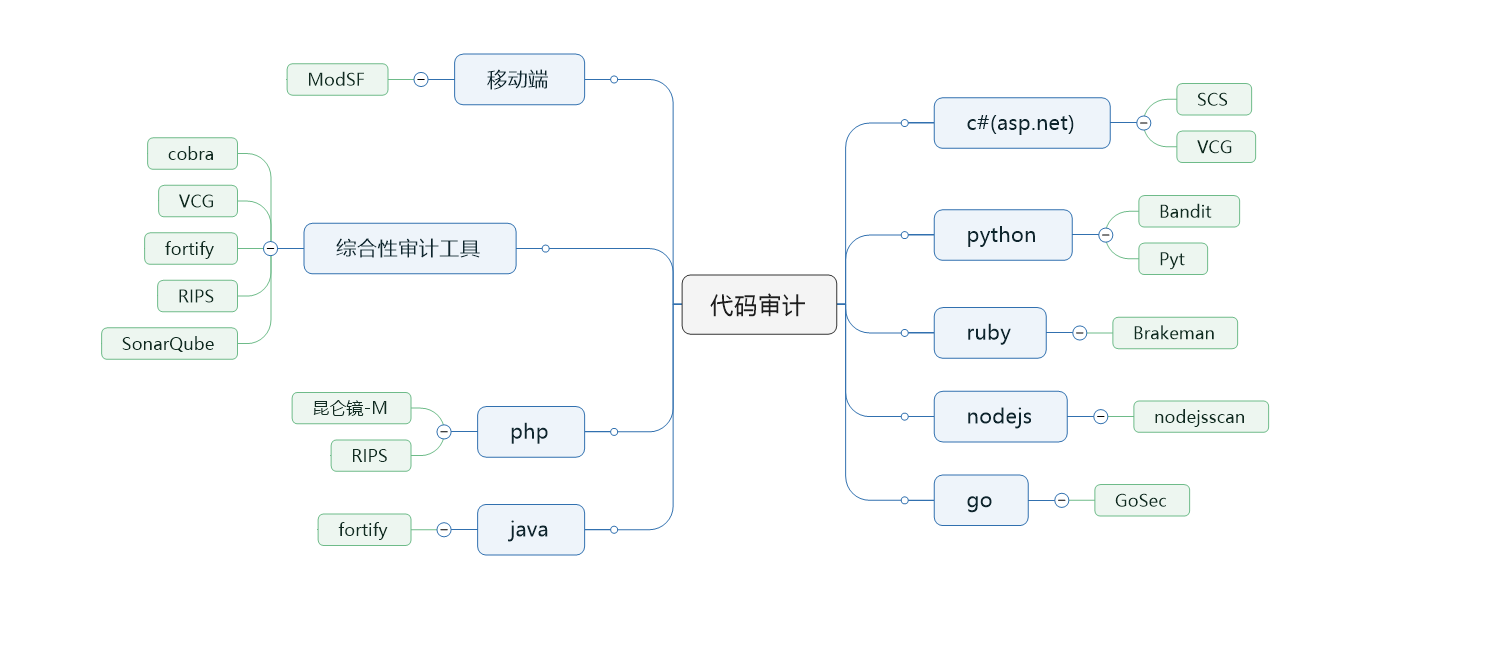 代码审计
移动端
ModSF
综合性审计工具
cobra
VCG
fortify
RIPS
SonarQube
php
昆仑镜-M
RIPS
java
fortify
c#(asp.net)
SCS
VCG
python
Bandit
Pyt
ruby
Brakeman
nodejs
nodejsscan
go
GoSec